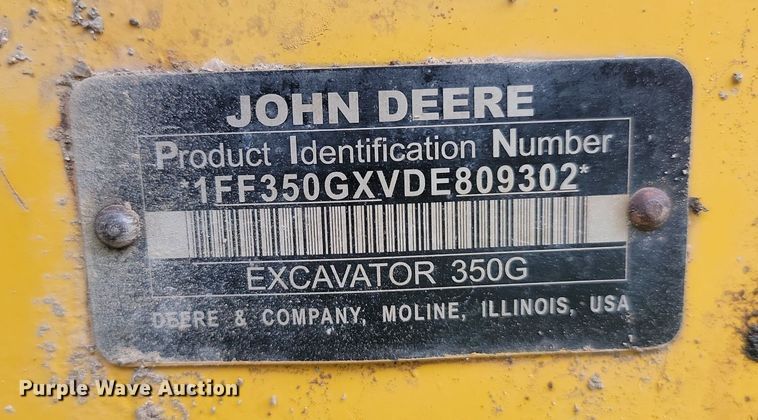 JOHN DEERE
Product Identification Number
*1FF350GXVDE809302*
EXCAVATOR 350G
DEERE & COMPANY, MOLINE, ILLINOIS, USA
Purple Wave Auction